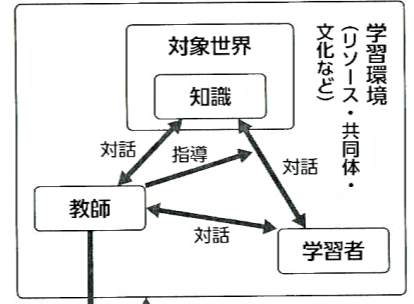 対象世界
知識
学習環境
（リソース・共同体・
文化など）
対話
指導
対話
教師
対話
学習者